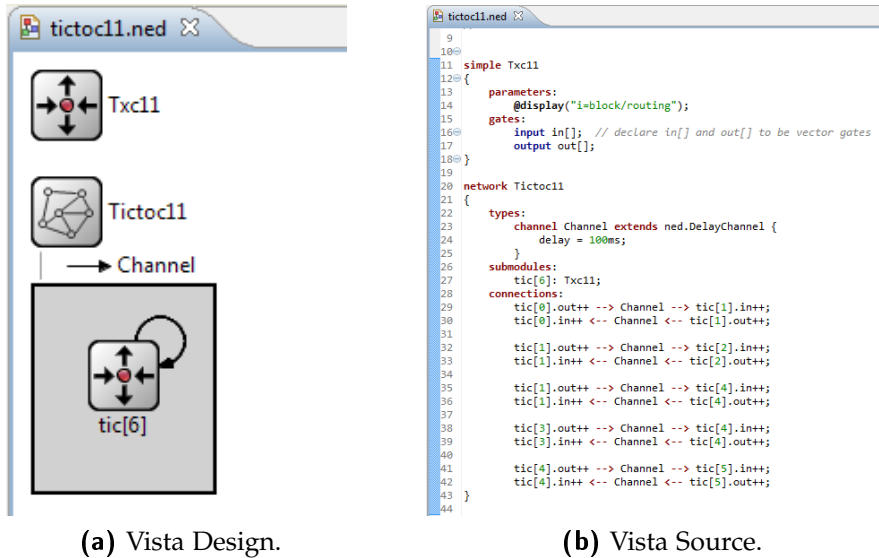 tictoc11.ned
Txc11
Tictoc11
Channel
tic[6]
(a) Vista Design.
tictoc11.ned
9
10
11 simple Txc11
12 {
13     parameters:
14         @display("i=block/routing");
15     gates:
16         input in[];  // declare in[] and out[] to be vector gates
17         output out[];
18 }
19
20 network Tictoc11
21 {
22     types:
23         channel Channel extends ned.DelayChannel {
24             delay = 100ms;
25         }
26     submodules:
27         tic[6]: Txc11;
28     connections:
29         tic[0].out++ --> Channel --> tic[1].in++;
30         tic[0].in++ <-- Channel <-- tic[1].out++;
31
32         tic[1].out++ --> Channel --> tic[2].in++;
33         tic[1].in++ <-- Channel <-- tic[2].out++;
34
35         tic[1].out++ --> Channel --> tic[4].in++;
36         tic[1].in++ <-- Channel <-- tic[4].out++;
37
38         tic[3].out++ --> Channel --> tic[4].in++;
39         tic[3].in++ <-- Channel <-- tic[4].out++;
40
41         tic[4].out++ --> Channel --> tic[5].in++;
42         tic[4].in++ <-- Channel <-- tic[5].out++;
43 }
44
(b) Vista Source.